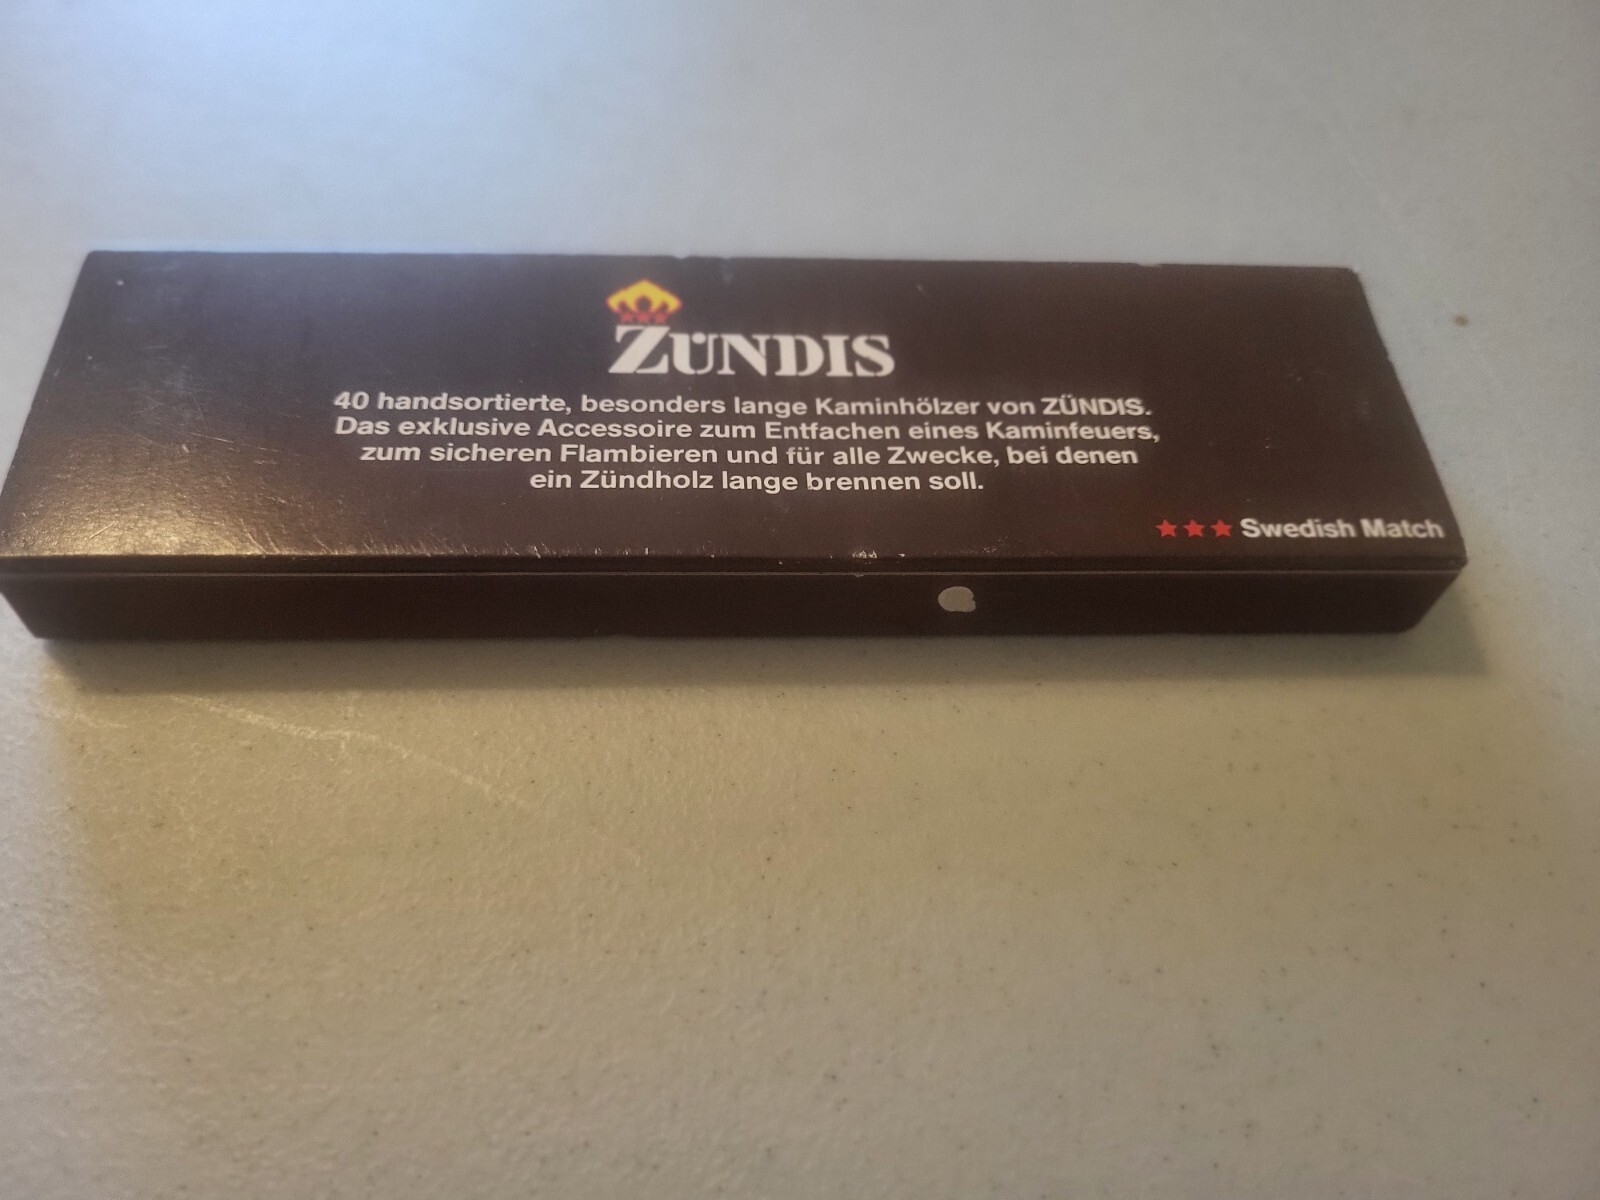 ZÜNDIS
40 handsortierte, besonders lange Kaminhölzer von ZÜNDIS.
Das exklusive Accessoire zum Entfachen eines Kaminfeuers,
zum sicheren Flambieren und für alle Zwecke, bei denen
ein Zündholz lange brennen soll.
★★★ Swedish Match